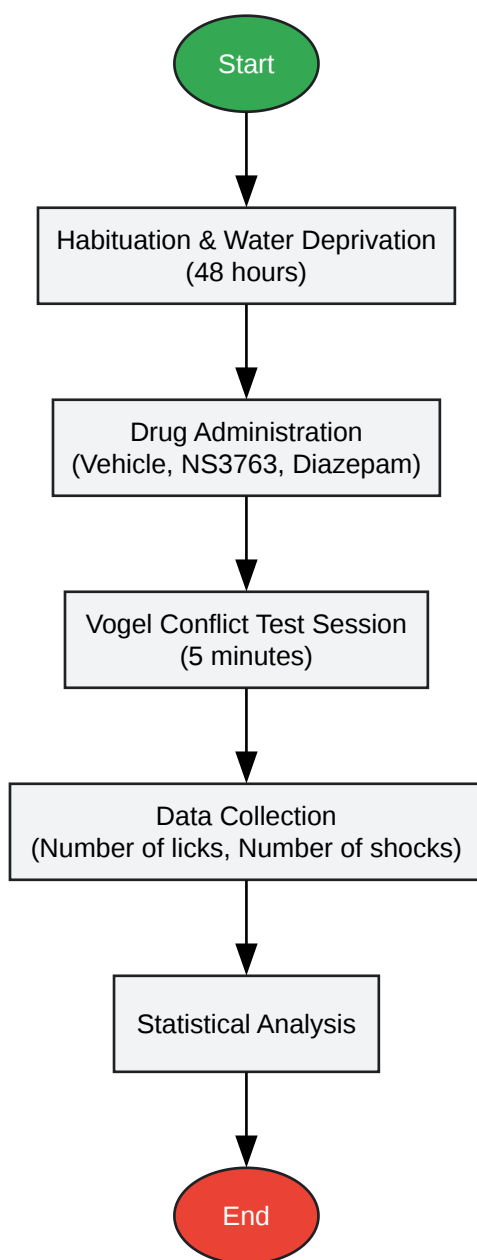 Start
Habituation & Water Deprivation
(48 hours)
Drug Administration
(Vehicle, NS3763, Diazepam)
Vogel Conflict Test Session
(5 minutes)
Data Collection
(Number of licks, Number of shocks)
Statistical Analysis
End